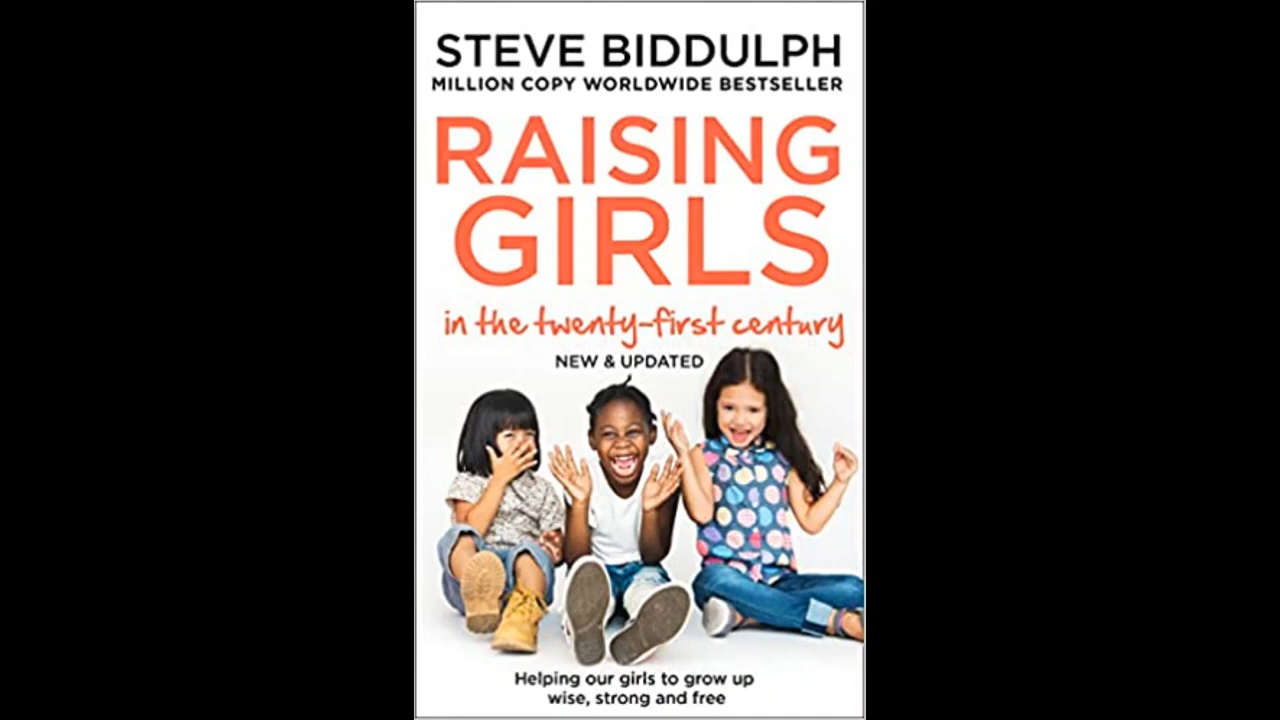 STEVE BIDDULPH
MILLION COPY WORLDWIDE BESTSELLER
RAISING
GIRLS
in the twenty-first century
NEW & UPDATED
Helping our girls to grow up
wise, strong and free